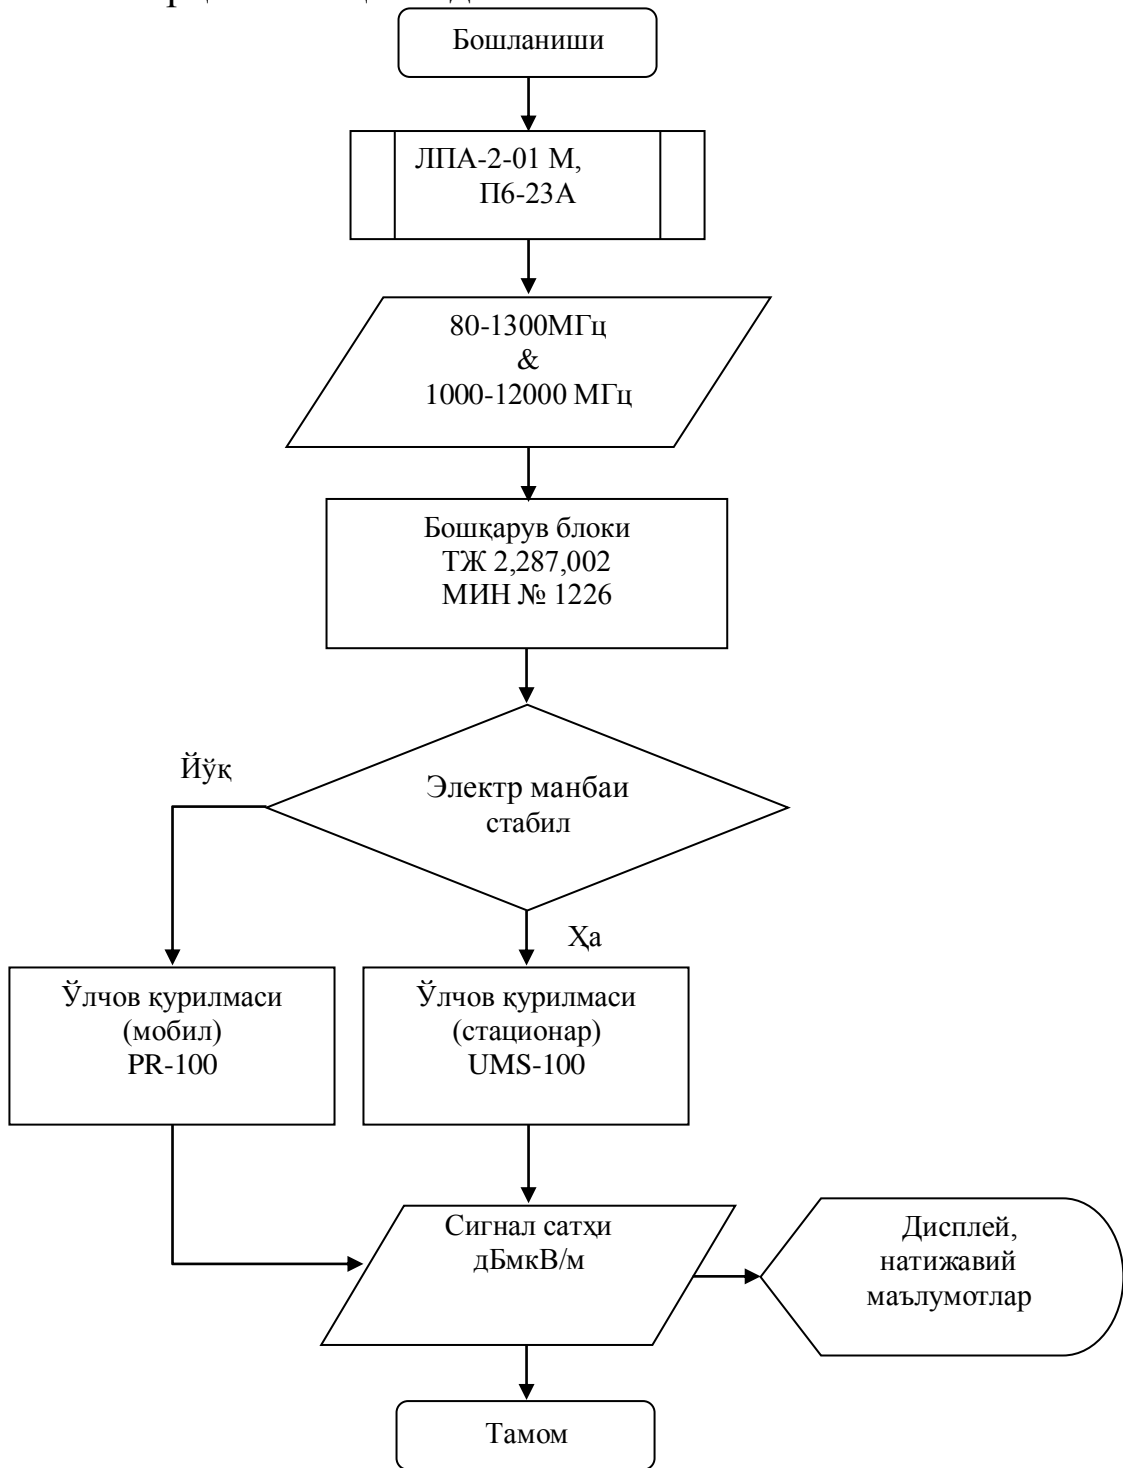 Бошланиши
ЛПА-2-01 М,
П6-23А
80-1300МГц
&
1000-12000 МГц
Бошқарув блоки
ТЖ 2,287,002
МИН № 1226
Йўқ
Электр манбаи
стабил
Ҳа
Ўлчов қурилмаси
(мобил)
PR-100
Ўлчов қурилмаси
(стационар)
UMS-100
Сигнал сатҳи
дБмкВ/м
Дисплей,
натижавий
маълумотлар
Тамом